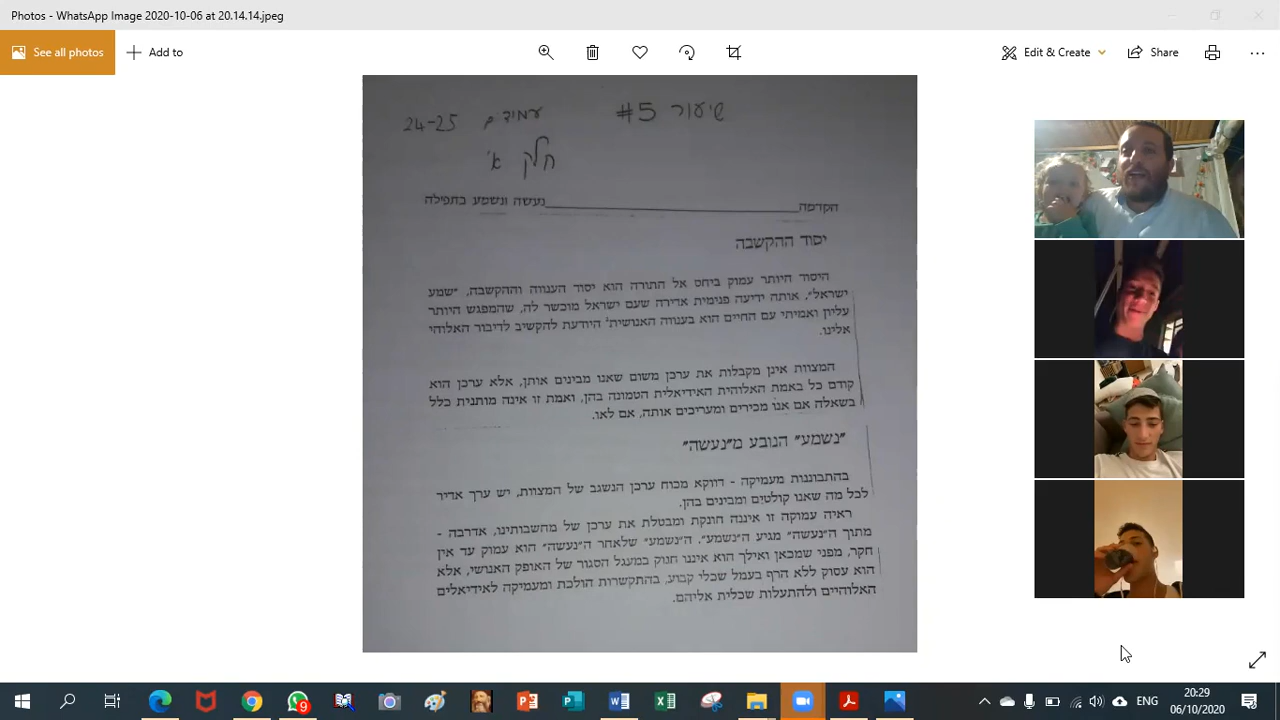 Photos - WhatsApp Image 2020-10-06 at 20.14.14.jpeg
See all photos
Add to
Edit & Create
Share
שיעור #5 עמודים 24-25
חלק א'
הקדמה נעשה ונשמע בתפילה
יסוד ההקשבה
היסוד היותר עמוק ביחס אל התורה הוא יסוד הענווה וההקשבה, "שמע
ישראל", אותה ידיעה פנימית אדירה שעם ישראל מוכשר לה, שהמפגש היותר
עליון ואמיתי עם החיים הוא בענווה האנושית היודעת להקשיב לדיבור האלוהי
אלינו.
המצוות אינן מקבלות את ערכן משום שאנו מבינים אותן, אלא ערכן הוא
קודם כל באמת האלוהית האידיאלית הטמונה בהן, ואמת זו אינה מותנית כלל
בשאלה אם אנו מכירים ומעריכים אותה, אם לאו.
"נשמע" הנובע מ"נעשה"
בהתבוננות מעמיקה - דווקא מכוח ערכן הנשגב של המצוות, יש ערך אדיר
לכל מה שאנו קולטים ומבינים בהן.
ראיה עמוקה זו איננה חונקת ומבטלת את ערכן של מחשבותינו, אדרבה -
מתוך ה"נעשה" מגיע ה"נשמע". ה"נשמע" שלאחר ה"נעשה" הוא עמוק עד אין
חקר, מפני שמכאן ואילך הוא איננו חנוק במעגל הסגור של האופק האנושי, אלא
הוא עסוק ללא הרף בעמל שכלי קבוע, בהתקשרות הולכת ומעמיקה לאידיאלים
האלוהיים ולהתעלות שכלית אליהם.
9
ENG
20:29
06/10/2020